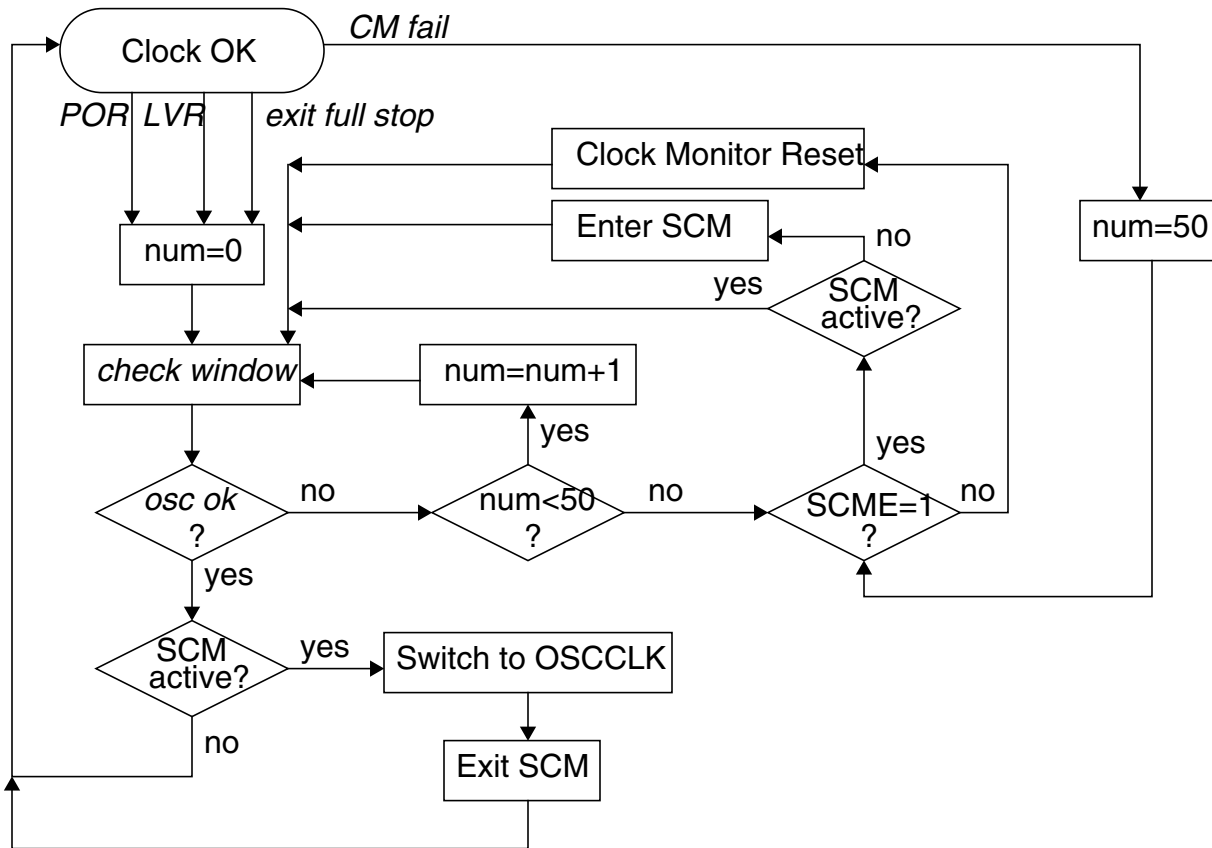 CM fail
Clock OK
POR LVR exit full stop
Clock Monitor Reset
Enter SCM
num=50
num=0
no
yes
SCM
active?
check window
num=num+1
yes
yes
osc ok
?
no
num<50
?
no
SCME=1
?
no
yes
SCM
active?
yes
Switch to OSCCLK
no
Exit SCM